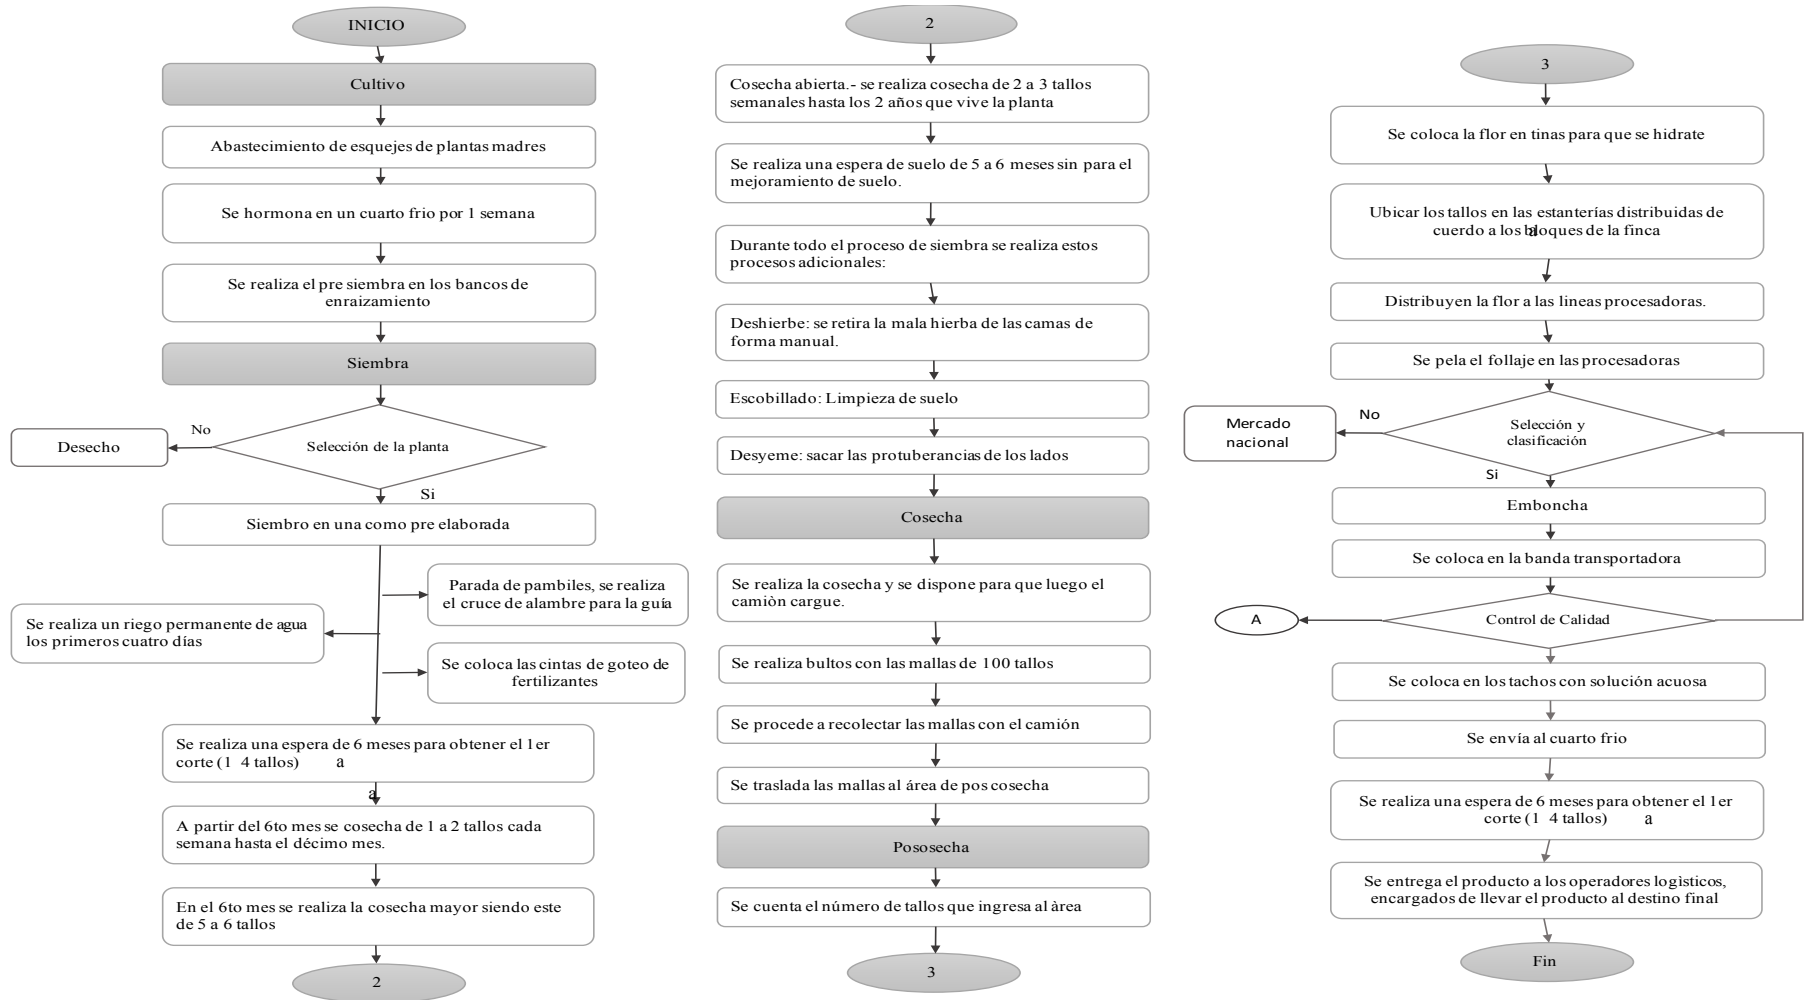 INICIO
Cultivo
Abastecimiento de esquejes de plantas madres
Se hormona en un cuarto frio por 1 semana
Se realiza el pre siembra en los bancos de
enraizamiento
Siembra
Selección de la planta
No
Desecho
Si
Siembro en una como pre elaborada
Parada de pambiles, se realiza
el cruce de alambre para la guía
Se realiza un riego permanente de agua
los primeros cuatro días
Se coloca las cintas de goteo de
fertilizantes
Se realiza una espera de 6 meses para obtener el 1er
corte (1 4 tallos) a
a
A partir del 6to mes se cosecha de 1 a 2 tallos cada
semana hasta el décimo mes.
En el 6to mes se realiza la cosecha mayor siendo este
de 5 a 6 tallos
2
2
Cosecha abierta.- se realiza cosecha de 2 a 3 tallos
semanales hasta los 2 años que vive la planta
Se realiza una espera de suelo de 5 a 6 meses sin para el
mejoramiento de suelo.
Durante todo el proceso de siembra se realiza estos
procesos adicionales:
Deshierbe: se retira la mala hierba de las camas de
forma manual.
Escobillado: Limpieza de suelo
Desyeme: sacar las protuberancias de los lados
Cosecha
Se realiza la cosecha y se dispone para que luego el
camiòn cargue.
Se realiza bultos con las mallas de 100 tallos
Se procede a recolectar las mallas con el camión
Se traslada las mallas al área de pos cosecha
Pososecha
Se cuenta el número de tallos que ingresa al àrea
3
3
Se coloca la flor en tinas para que se hidrate
Ubicar los tallos en las estanterías distribuidas de
cuerdo a los bloques de la finca
a
Distribuyen la flor a las lineas procesadoras.
Se pela el follaje en las procesadoras
Selección y
clasificación
No
Mercado
nacional
Si
Emboncha
Se coloca en la banda transportadora
Control de Calidad
A
Se coloca en los tachos con solución acuosa
Se envía al cuarto frio
Se realiza una espera de 6 meses para obtener el 1er
corte (1 4 tallos) a
Se entrega el producto a los operadores logìsticos,
encargados de llevar el producto al destino final
Fin